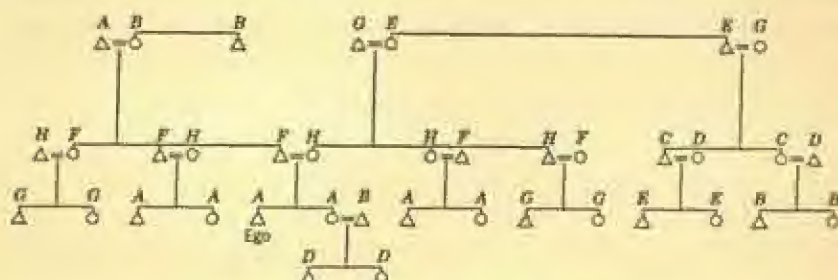 A B B G E E G
H F F H F H H F H F C D C D
G G A A A A B A A G G E E B B
Ego
D D